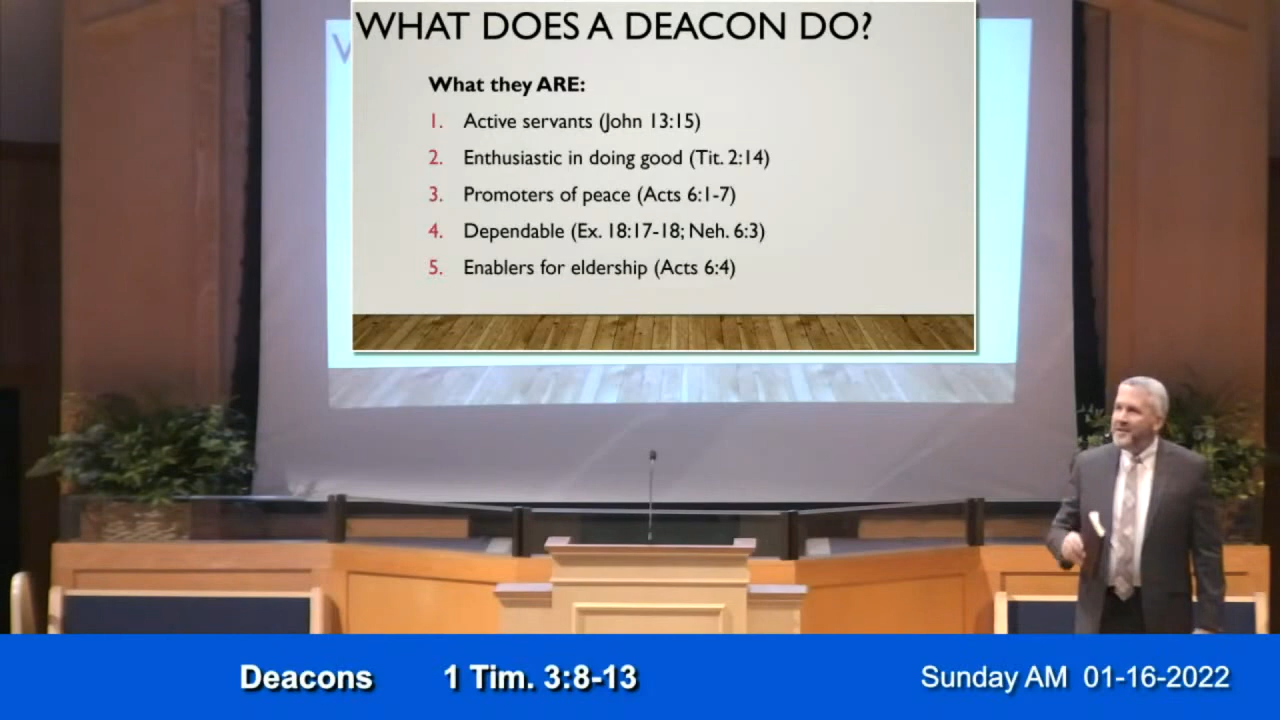 WHAT DOES A DEACON DO?
What they ARE:
1. Active servants (John 13:15)
2. Enthusiastic in doing good (Tit. 2:14)
3. Promoters of peace (Acts 6:1-7)
4. Dependable (Ex. 18:17-18; Neh. 6:3)
5. Enablers for eldership (Acts 6:4)
Deacons 1 Tim. 3:8-13 Sunday AM 01-16-2022